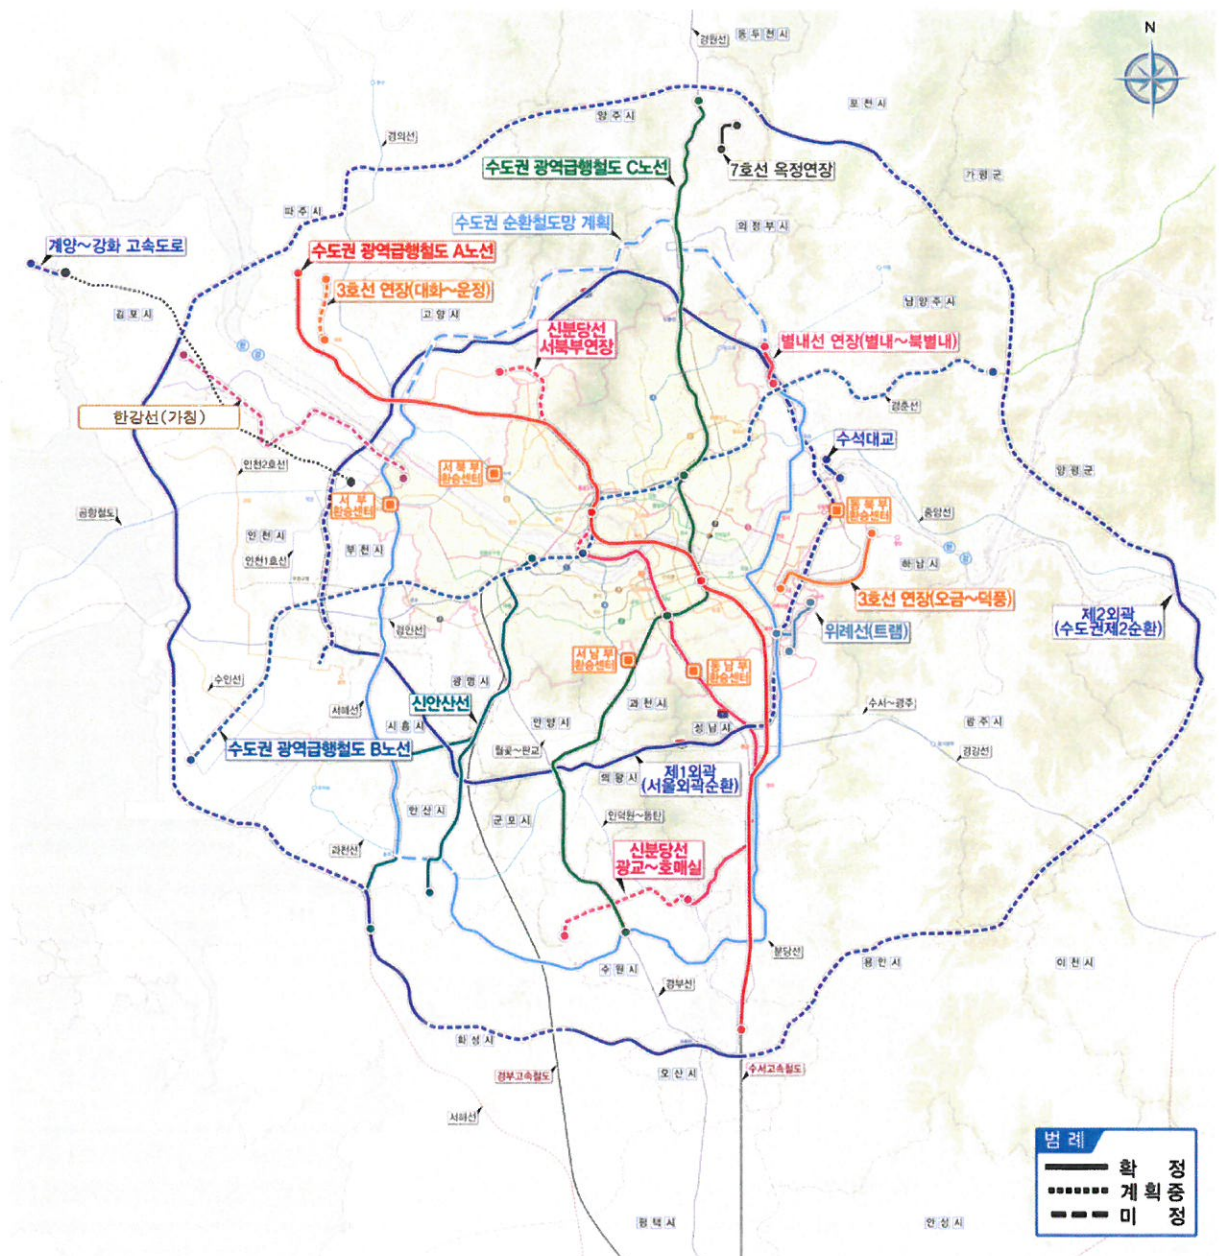 N
경원선
동두천시
포천시
양주시
경의선
7호선 옥정연장
수도권 광역급행철도 C노선
가평군
파주시
수도권 순환철도망 계획
의정부시
계양~강화 고속도로
수도권 광역급행철도 A노선
3호선 연장(대화~운정)
남양주시
김포시
고양시
신분당선
서북부연장
별내선 연장(별내~북별내)
한강
경춘선
한강선(가칭)
수석대교
인천2호선
서북부
환승센터
양평군
서부
환승센터
동북부
환승센터
공항철도
중앙선
인천시
부천시
인천1호선
한강
하남시
3호선 연장(오금~덕풍)
제2외곽
(수도권제2순환)
경인선
위례선(트램)
서남부
환승센터
동남부
환승센터
수인선
광명시
서해선
신안산선
과천시
수서~광주
시흥시
안양시
성남시
광주시
수도권 광역급행철도 B노선
월곶~판교
경강선
제1외곽
(서울외곽순환)
의왕시
안산시
군포시
인덕원~동탄
과천선
신분당선
광교~호매실
분당선
수원시
용인시
이천시
경부선
화성시
경부고속철도
오산시
수서고속철도
서해선
범례
확정
계획중
미정
평택시
안성시